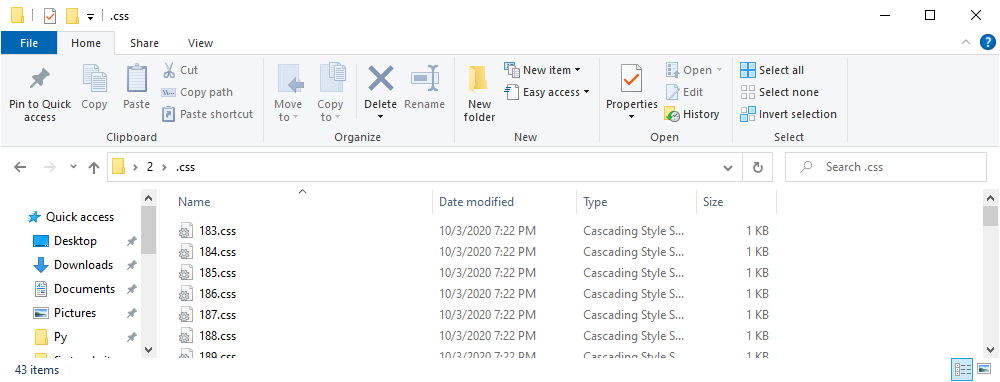 .css
File Home Share View
Pin to Quick access
Copy
Paste
Cut
Copy path
Paste shortcut
Clipboard
Move to
Copy to
Delete
Rename
Organize
New folder
New item
Easy access
New
Properties
Open
Edit
History
Open
Select all
Select none
Invert selection
Select
2 .css
Search .css
Quick access
Desktop
Downloads
Documents
Pictures
Py
Name Date modified Type Size
183.css 10/3/2020 7:22 PM Cascading Style S... 1 KB
184.css 10/3/2020 7:22 PM Cascading Style S... 1 KB
185.css 10/3/2020 7:22 PM Cascading Style S... 1 KB
186.css 10/3/2020 7:22 PM Cascading Style S... 1 KB
187.css 10/3/2020 7:22 PM Cascading Style S... 1 KB
188.css 10/3/2020 7:22 PM Cascading Style S... 1 KB
189.css 10/3/2020 7:22 PM Cascading Style S... 1 KB
43 items